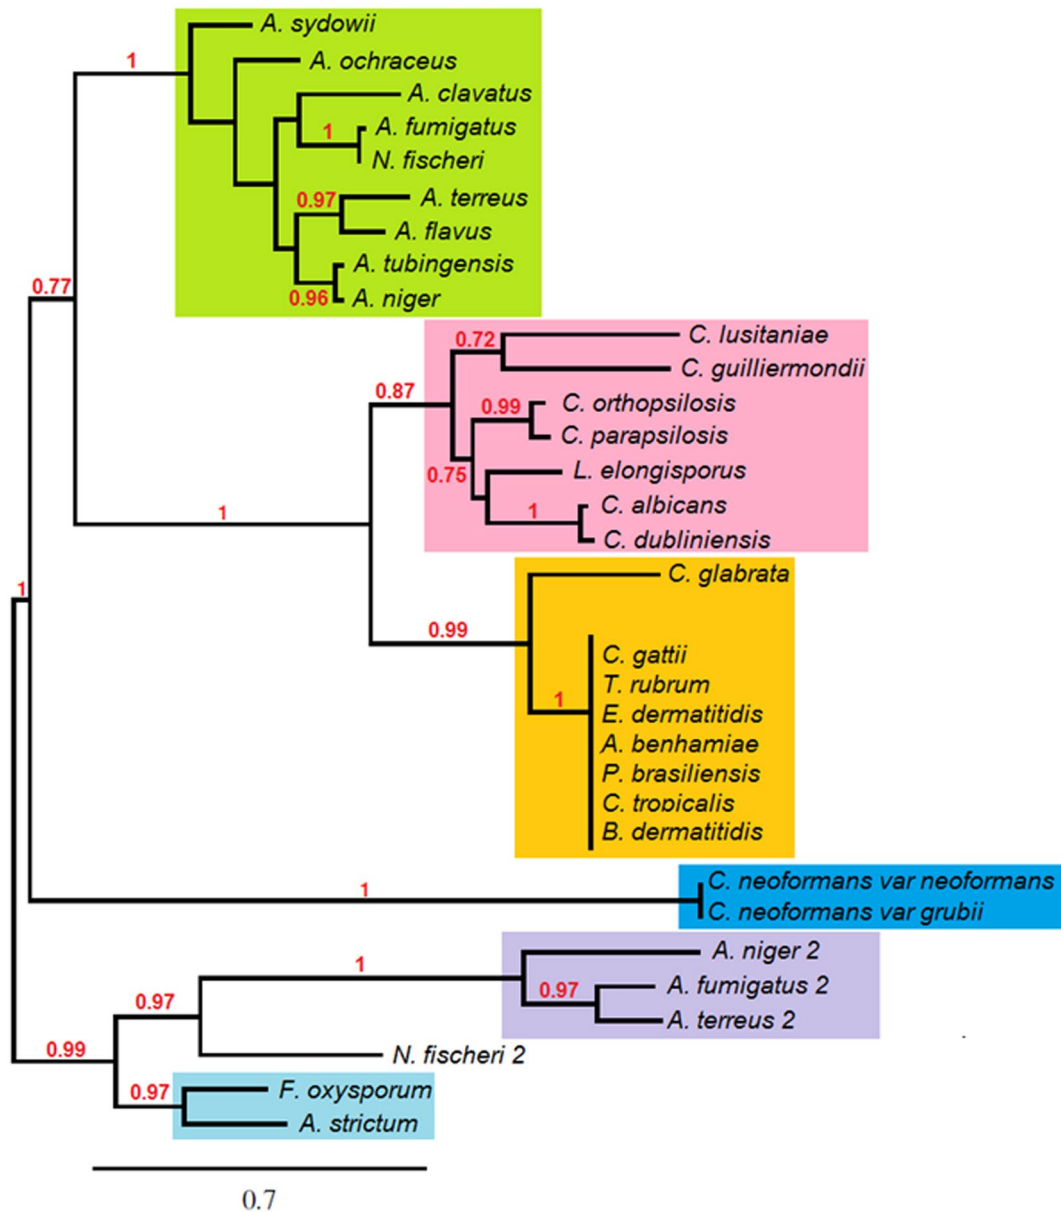 A. sydowii
1
A. ochraceus
A. clavatus
1
A. fumigatus
N. fischeri
0.97
A. terreus
A. flavus
A. tubingensis
0.96
A. niger
0.77
0.72
C. lusitaniae
C. guilliermondii
0.87
0.99
C. orthopsilosis
C. parapsilosis
0.75
L. elongisporus
1
C. albicans
C. dubliniensis
1
C. glabrata
1
0.99
C. gattii
T. rubrum
1
E. dermatitidis
A. benhamiae
P. brasiliensis
C. tropicalis
B. dermatitidis
1
C. neoformans var neoformans
C. neoformans var grubii
A. niger 2
1
0.97
A. fumigatus 2
0.97
A. terreus 2
0.99
N. fischeri 2
0.97
F. oxysporum
A. strictum
0.7